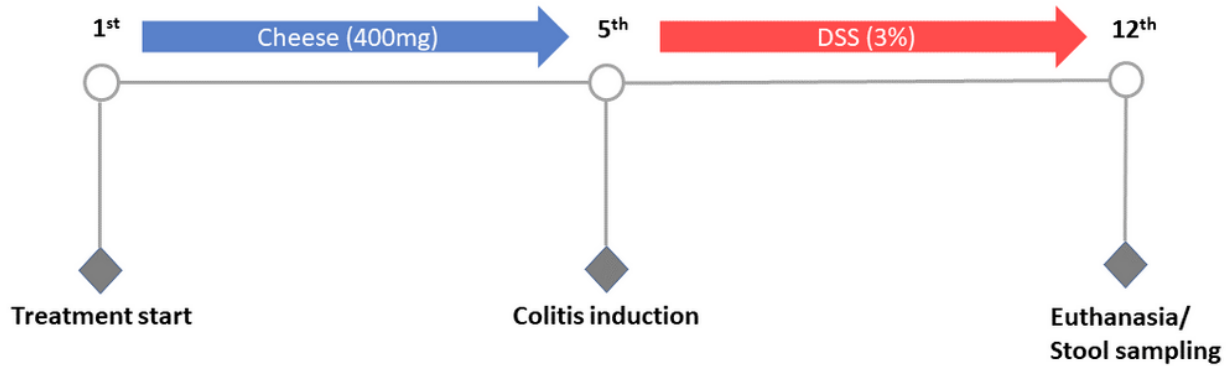 1st
Cheese (400mg)
5th
DSS (3%)
12th
Treatment start
Colitis induction
Euthanasia/
Stool sampling